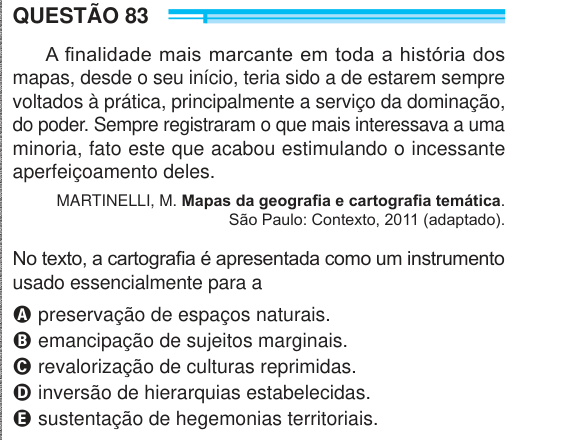 QUESTÃO 83
A finalidade mais marcante em toda a história dos
mapas, desde o seu início, teria sido a de estarem sempre
voltados à prática, principalmente a serviço da dominação,
do poder. Sempre registraram o que mais interessava a uma
minoria, fato este que acabou estimulando o incessante
aperfeiçoamento deles.
MARTINELLI, M. Mapas da geografia e cartografia temática.
São Paulo: Contexto, 2011 (adaptado).
No texto, a cartografia é apresentada como um instrumento
usado essencialmente para a
A preservação de espaços naturais.
B emancipação de sujeitos marginais.
C revalorização de culturas reprimidas.
D inversão de hierarquias estabelecidas.
E sustentação de hegemonias territoriais.